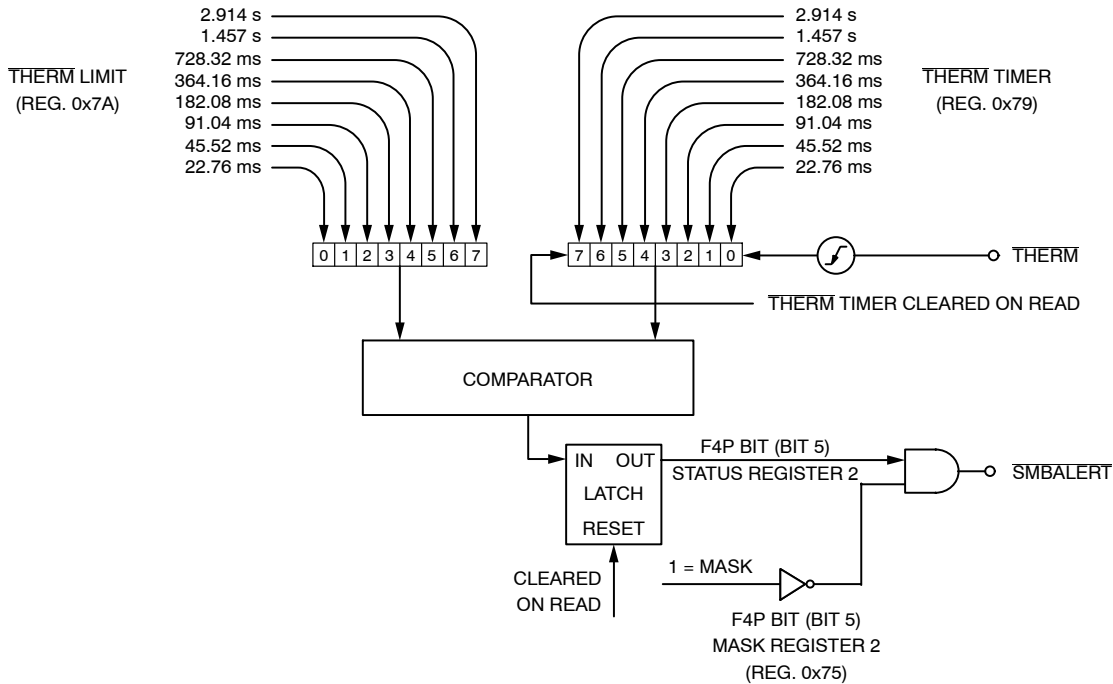 2.914 s
1.457 s
728.32 ms
364.16 ms
182.08 ms
91.04 ms
45.52 ms
22.76 ms
THERM LIMIT
(REG. 0x7A)
2.914 s
1.457 s
728.32 ms
364.16 ms
182.08 ms
91.04 ms
45.52 ms
22.76 ms
THERM TIMER
(REG. 0x79)
0 1 2 3 4 5 6 7
7 6 5 4 3 2 1 0
THERM
THERM TIMER CLEARED ON READ
COMPARATOR
IN OUT
LATCH
RESET
F4P BIT (BIT 5)
STATUS REGISTER 2
SMBALERT
CLEARED
ON READ
1 = MASK
F4P BIT (BIT 5)
MASK REGISTER 2
(REG. 0x75)